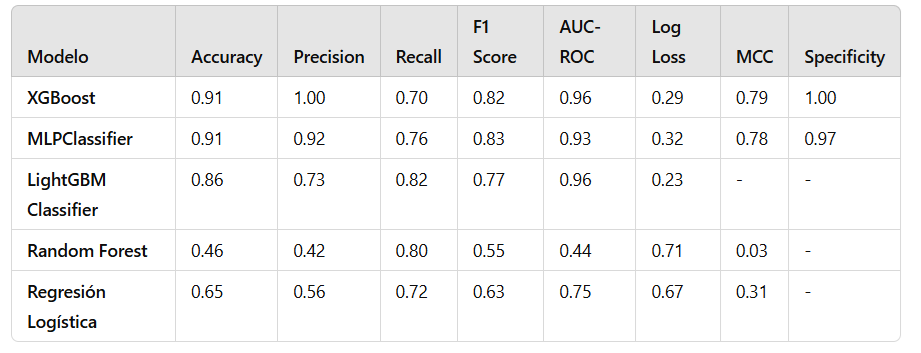 Modelo Accuracy Precision Recall F1 Score AUC-ROC Log Loss MCC Specificity
XGBoost 0.91 1.00 0.70 0.82 0.96 0.29 0.79 1.00
MLPClassifier 0.91 0.92 0.76 0.83 0.93 0.32 0.78 0.97
LightGBM Classifier 0.86 0.73 0.82 0.77 0.96 0.23 - -
Random Forest 0.46 0.42 0.80 0.55 0.44 0.71 0.03 -
Regresión Logística 0.65 0.56 0.72 0.63 0.75 0.67 0.31 -